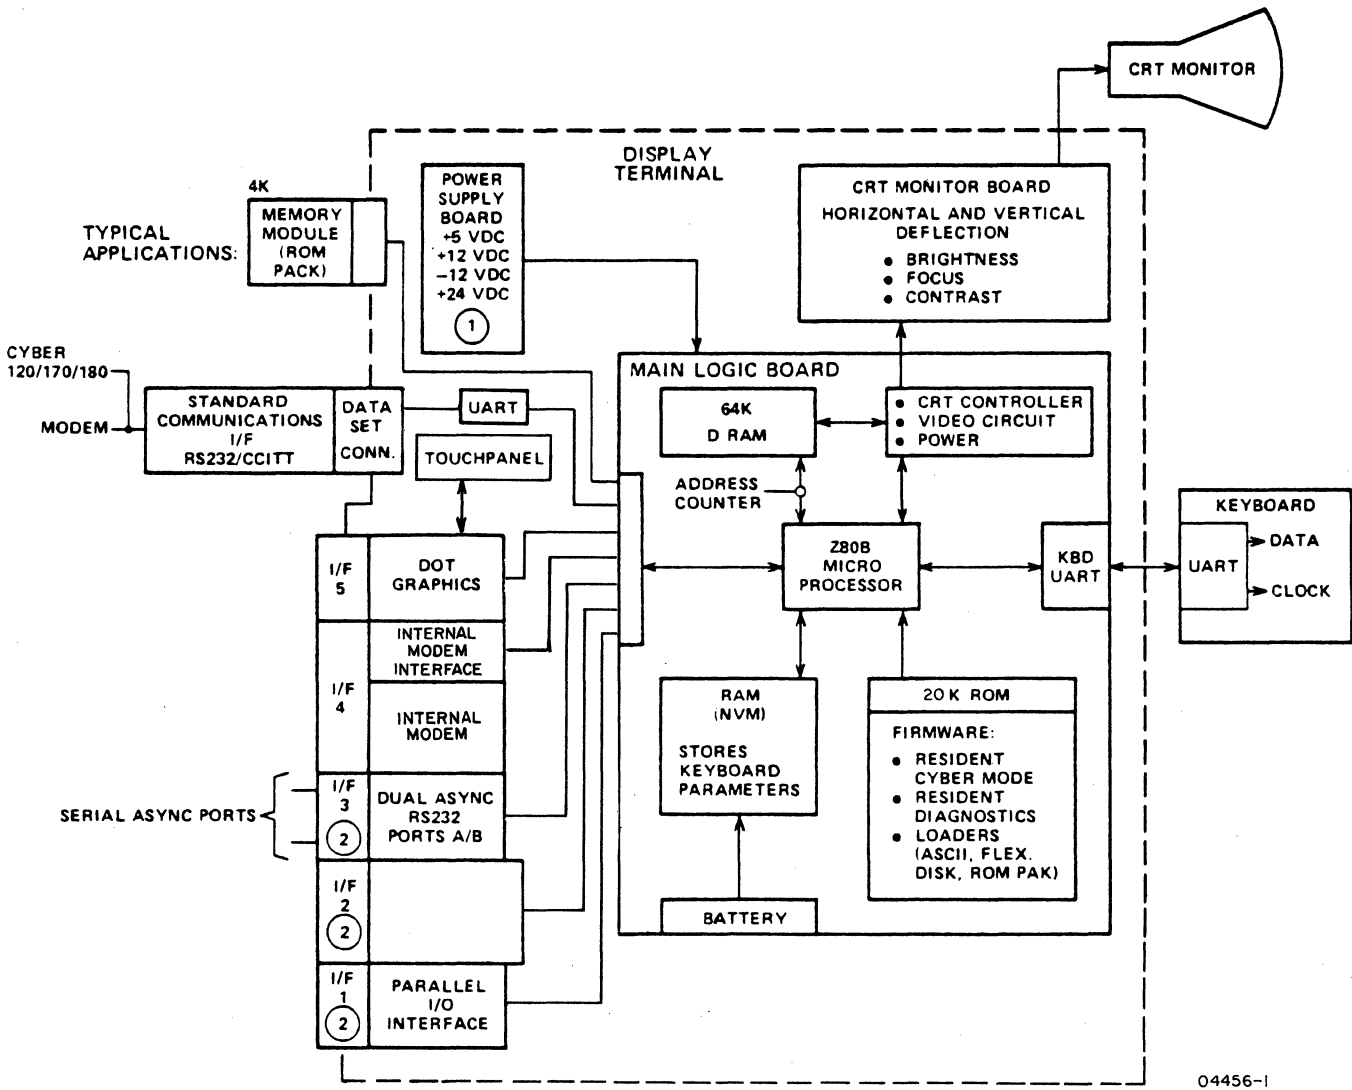 CRT MONITOR
DISPLAY
TERMINAL
4K
MEMORY
MODULE
(ROM
PACK)
TYPICAL
APPLICATIONS:
POWER
SUPPLY
BOARD
+5 VDC
+12 VDC
−12 VDC
+24 VDC
1
CRT MONITOR BOARD
HORIZONTAL AND VERTICAL
DEFLECTION
● BRIGHTNESS
● FOCUS
● CONTRAST
CYBER
120/170/180
MODEM
STANDARD
COMMUNICATIONS
I/F
RS232/CCITT
DATA
SET
CONN.
UART
TOUCHPANEL
MAIN LOGIC BOARD
64K
D RAM
● CRT CONTROLLER
● VIDEO CIRCUIT
● POWER
ADDRESS
COUNTER
Z80B
MICRO
PROCESSOR
KBD
UART
KEYBOARD
UART
DATA
CLOCK
I/F
5
DOT
GRAPHICS
I/F
4
INTERNAL
MODEM
INTERFACE
INTERNAL
MODEM
SERIAL ASYNC PORTS
I/F
3
2
DUAL ASYNC
RS232
PORTS A/B
I/F
2
2
I/F
1
2
PARALLEL
I/O
INTERFACE
RAM
(NVM)
STORES
KEYBOARD
PARAMETERS
BATTERY
20K ROM
FIRMWARE:
● RESIDENT
CYBER MODE
● RESIDENT
DIAGNOSTICS
● LOADERS
(ASCII, FLEX.
DISK, ROM PAK)
04456-1